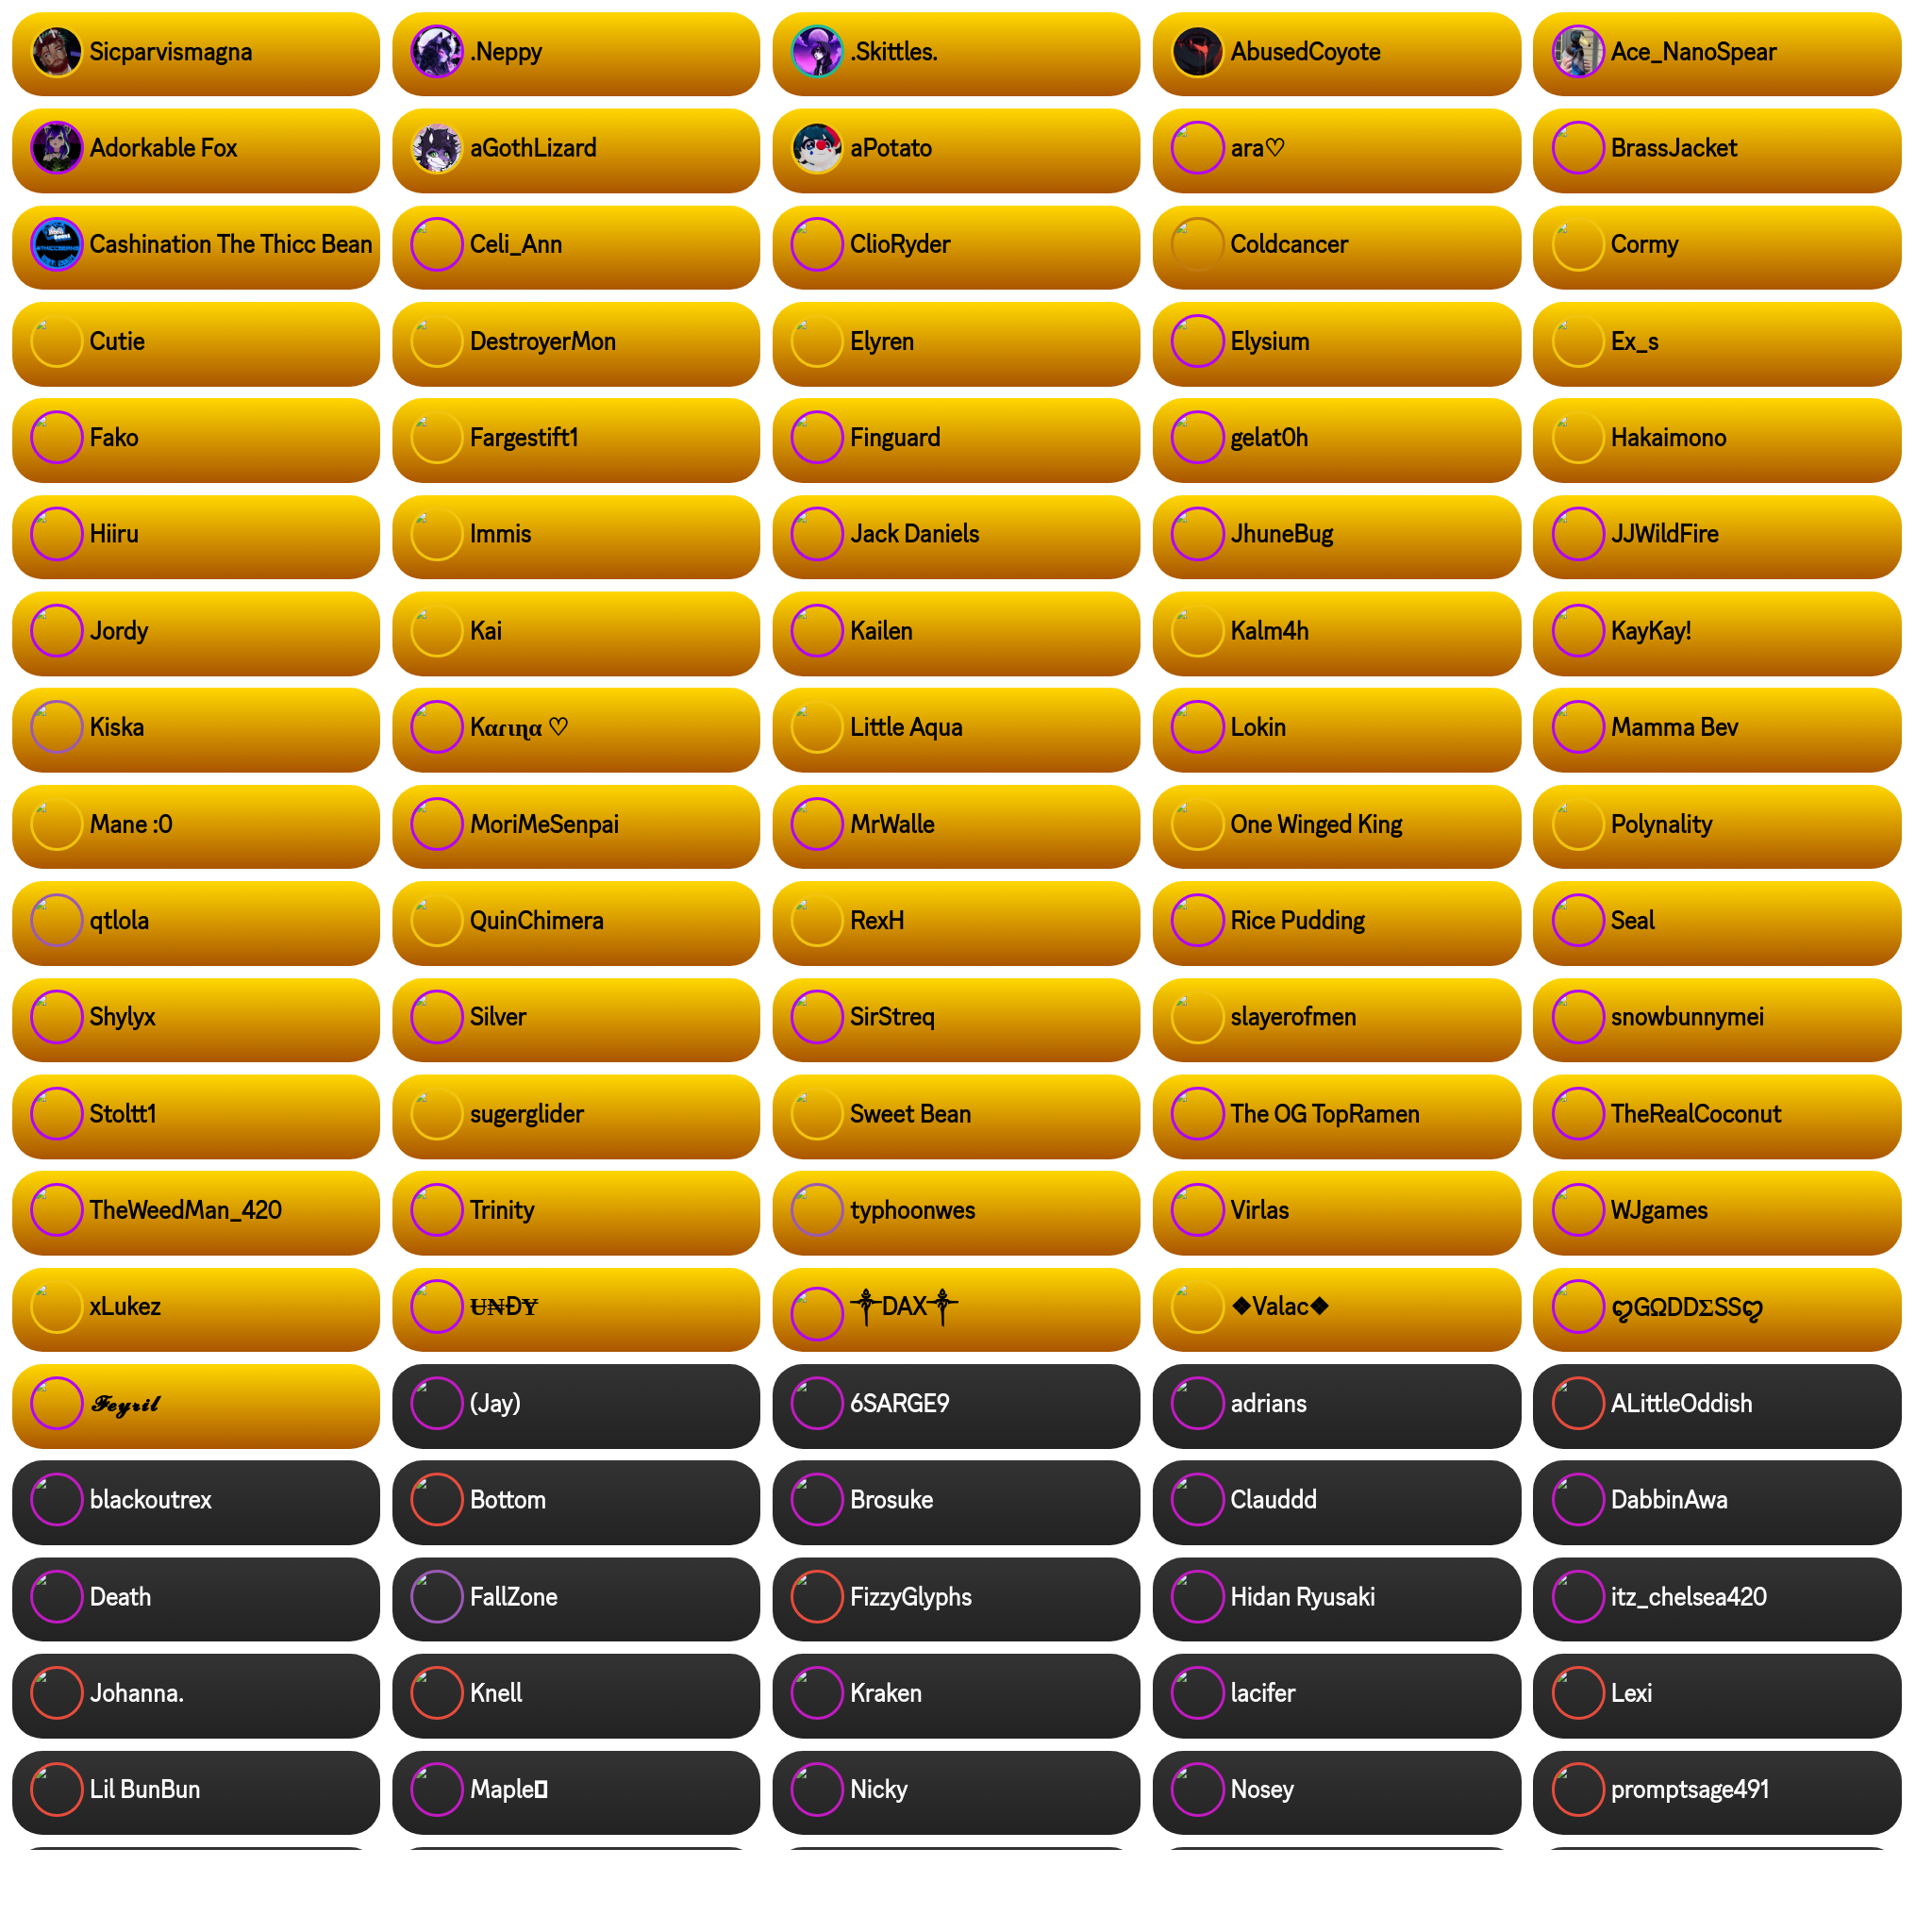 Sicparvismagna
.Neppy
.Skittles.
AbusedCoyote
Ace_NanoSpear
Adorkable Fox
aGothLizard
aPotato
ara♡
BrassJacket
Cashination The Thicc Bean
Celi_Ann
ClioRyder
Coldcancer
Cormy
Cutie
DestroyerMon
Elyren
Elysium
Ex_s
Fako
Fargestift1
Finguard
gelat0h
Hakaimono
Hiiru
Immis
Jack Daniels
JhuneBug
JJWildFire
Jordy
Kai
Kailen
Kalm4h
KayKay!
Kiska
Kαɾιɳα ♡
Little Aqua
Lokin
Mamma Bev
Mane :0
MoriMeSenpai
MrWalle
One Winged King
Polynality
qtlola
QuinChimera
RexH
Rice Pudding
Seal
Shylyx
Silver
SirStreq
slayerofmen
snowbunnymei
Stoltt1
sugerglider
Sweet Bean
The OG TopRamen
TheRealCoconut
TheWeedMan_420
Trinity
typhoonwes
Virlas
WJgames
xLukez
U̶N̶D̶Y̶
༒DAX༒
❖Valac❖
ლGΩDDΣSSლ
𝓕𝓮𝔂𝓻𝓲𝓵
(Jay)
6SARGE9
adrians
ALittleOddish
blackoutrex
Bottom
Brosuke
Clauddd
DabbinAwa
Death
FallZone
FizzyGlyphs
Hidan Ryusaki
itz_chelsea420
Johanna.
Knell
Kraken
lacifer
Lexi
Lil BunBun
Maple
Nicky
Nosey
promptsage491